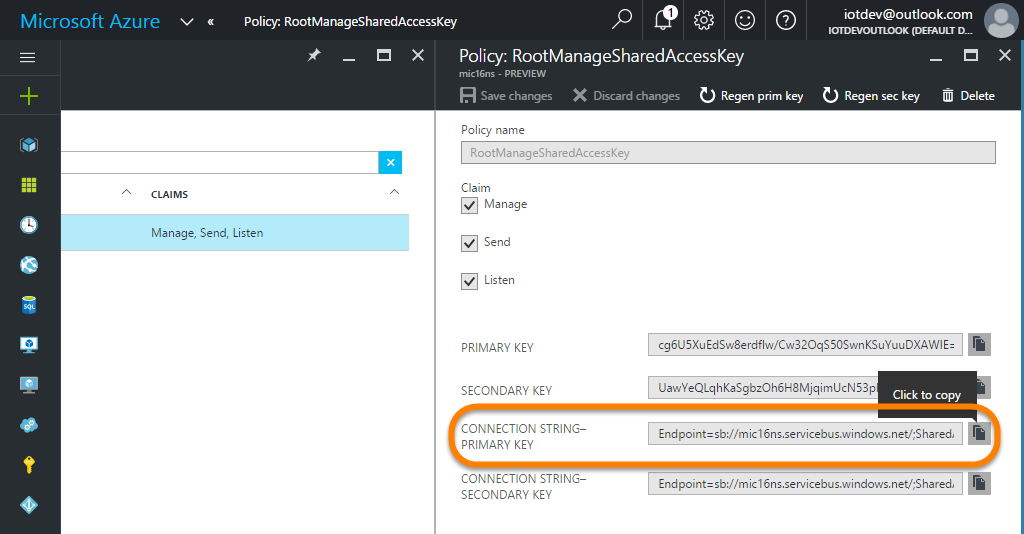 Microsoft Azure
«
Policy: RootManageSharedAccessKey
1
iotdev@outlook.com
IOTDEVOUTLOOK (DEFAULT D...
Policy: RootManageSharedAccessKey
mic16ns - PREVIEW
Save changes
Discard changes
Regen prim key
Regen sec key
Delete
CLAIMS
Manage, Send, Listen
Policy name
RootManageSharedAccessKey
Claim
Manage
Send
Listen
PRIMARY KEY
cg6U5XuEdSw8erdfIw/Cw32OqS50SwnKSuYuuDXAWIE=
SECONDARY KEY
UawYeQLqhKaSgbzOh6H8MjqimUcN53p
Click to copy
CONNECTION STRING–
PRIMARY KEY
Endpoint=sb://mic16ns.servicebus.windows.net/;SharedA
CONNECTION STRING–
SECONDARY KEY
Endpoint=sb://mic16ns.servicebus.windows.net/;SharedA
SQL